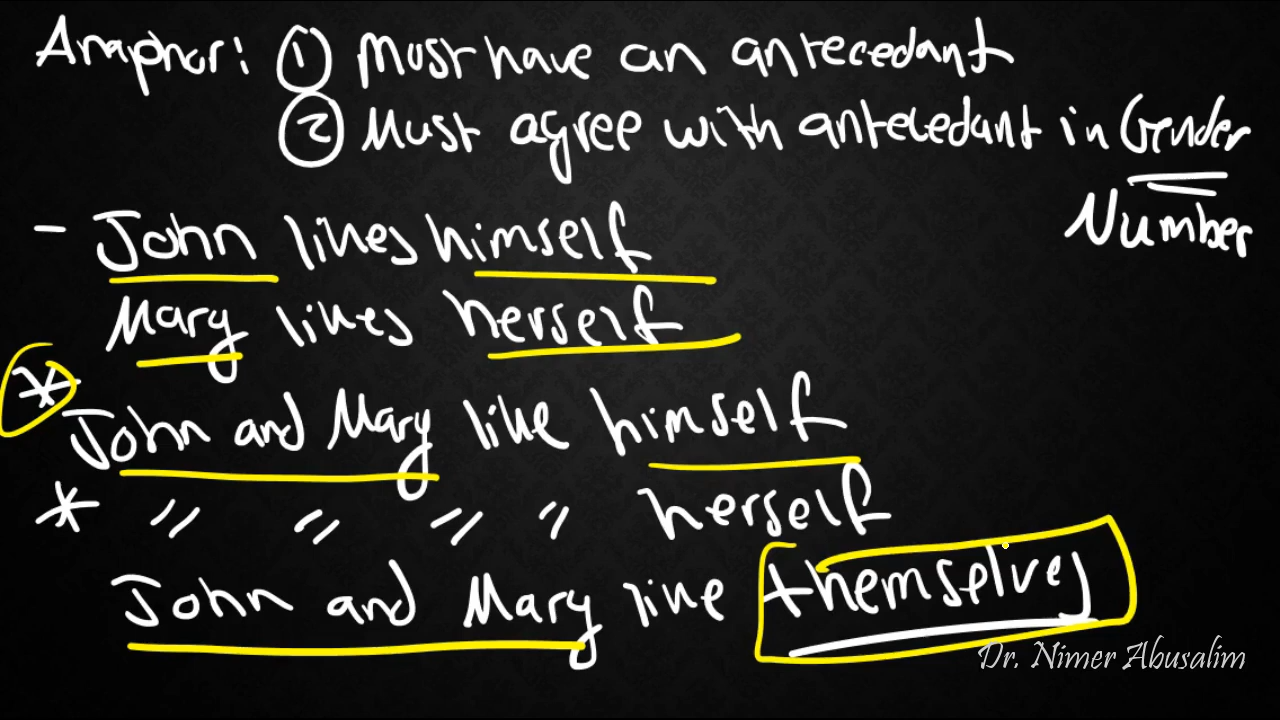 Anaphor: ① Must have an antecedant
② Must agree with antecedant in Gender
Number
- John likes himself
Mary likes herself
*
John and Mary like himself
* " " " " herself
John and Mary like themselves
Dr. Nimer Abusalim